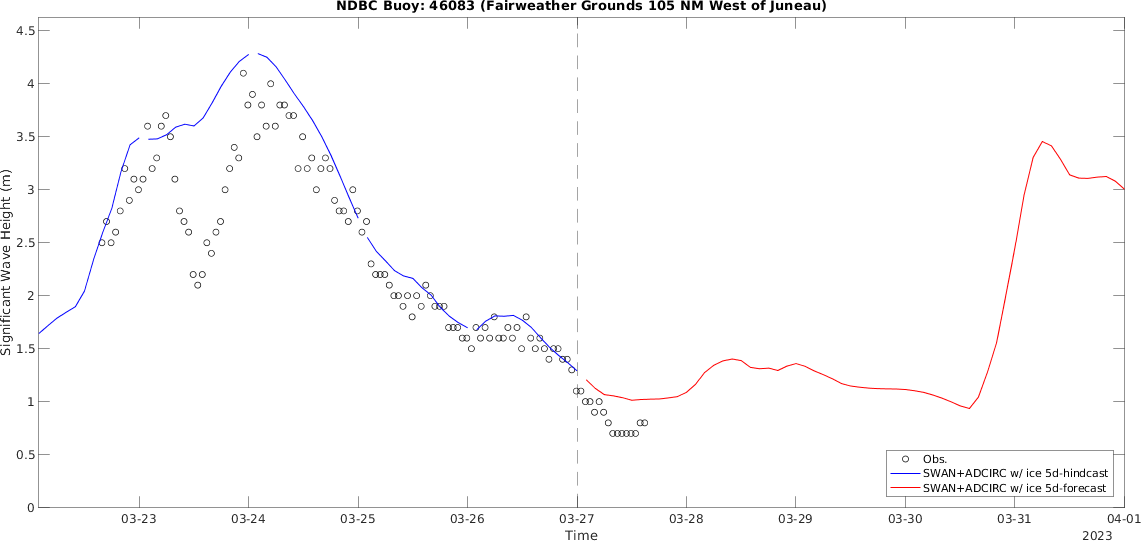 NDBC Buoy: 46083 (Fairweather Grounds 105 NM West of Juneau)
Significant Wave Height (m)
4.5
4
3.5
3
2.5
2
1.5
1
0.5
0
Obs.
SWAN+ADCIRC w/ ice 5d-hindcast
SWAN+ADCIRC w/ ice 5d-forecast
03-23 03-24 03-25 03-26 03-27 03-28 03-29 03-30 03-31 04-01
Time
2023